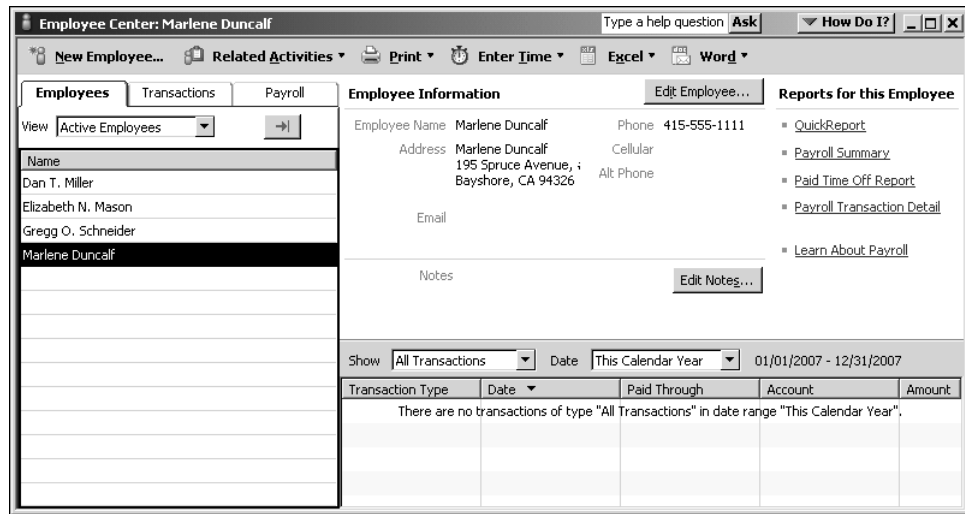 Employee Center: Marlene Duncalf
Type a help question Ask
How Do I?
New Employee... Related Activities Print Enter Time Excel Word
Employees Transactions Payroll
View Active Employees
Name
Dan T. Miller
Elizabeth N. Mason
Gregg O. Schneider
Marlene Duncalf
Employee Information
Edit Employee...
Employee Name Marlene Duncalf
Address Marlene Duncalf
195 Spruce Avenue,
Bayshore, CA 94326
Email
Phone 415-555-1111
Cellular
Alt Phone
Notes
Edit Notes...
Reports for this Employee
QuickReport
Payroll Summary
Paid Time Off Report
Payroll Transaction Detail
Learn About Payroll
Show All Transactions Date This Calendar Year 01/01/2007 - 12/31/2007
Transaction Type Date Paid Through Account Amount
There are no transactions of type "All Transactions" in date range "This Calendar Year".